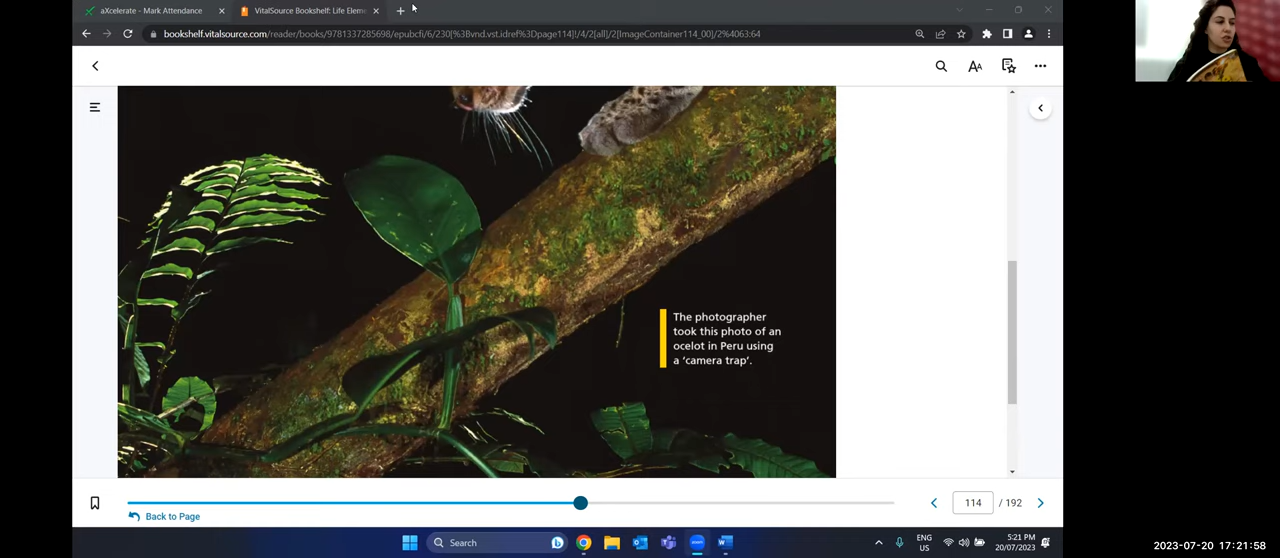 aXcelerate - Mark Attendance
VitalSource Bookshelf: Life Elem
bookshelf.vitalsource.com/reader/books/9781337285698/epubcfi/6/230[%3Bvnd.vst.idref%3Dpage114]!/4/2[all]/2[ImageContainer114_00]/2%4063:64
AA
The photographer
took this photo of an
ocelot in Peru using
a ‘camera trap’.
114 / 192
Back to Page
Search
ENG
US
5:21 PM
20/07/2023
2023-07-20 17:21:58